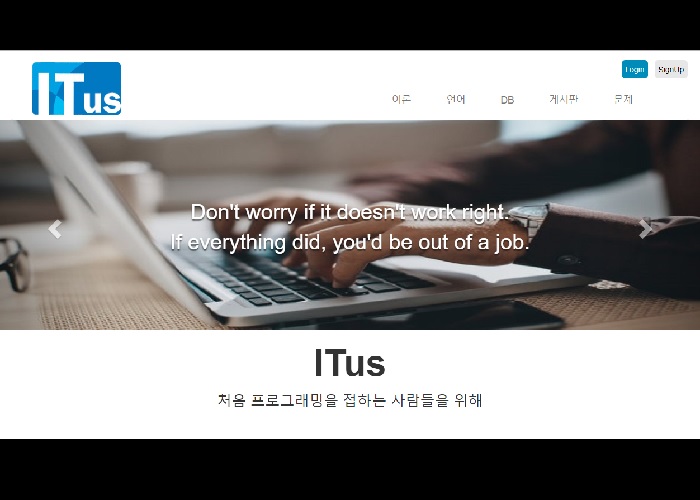 ITus
Login SignUp
이론 언어 DB 게시판 문제
Don't worry if it doesn't work right.
If everything did, you'd be out of a job.
ITus
처음 프로그래밍을 접하는 사람들을 위해